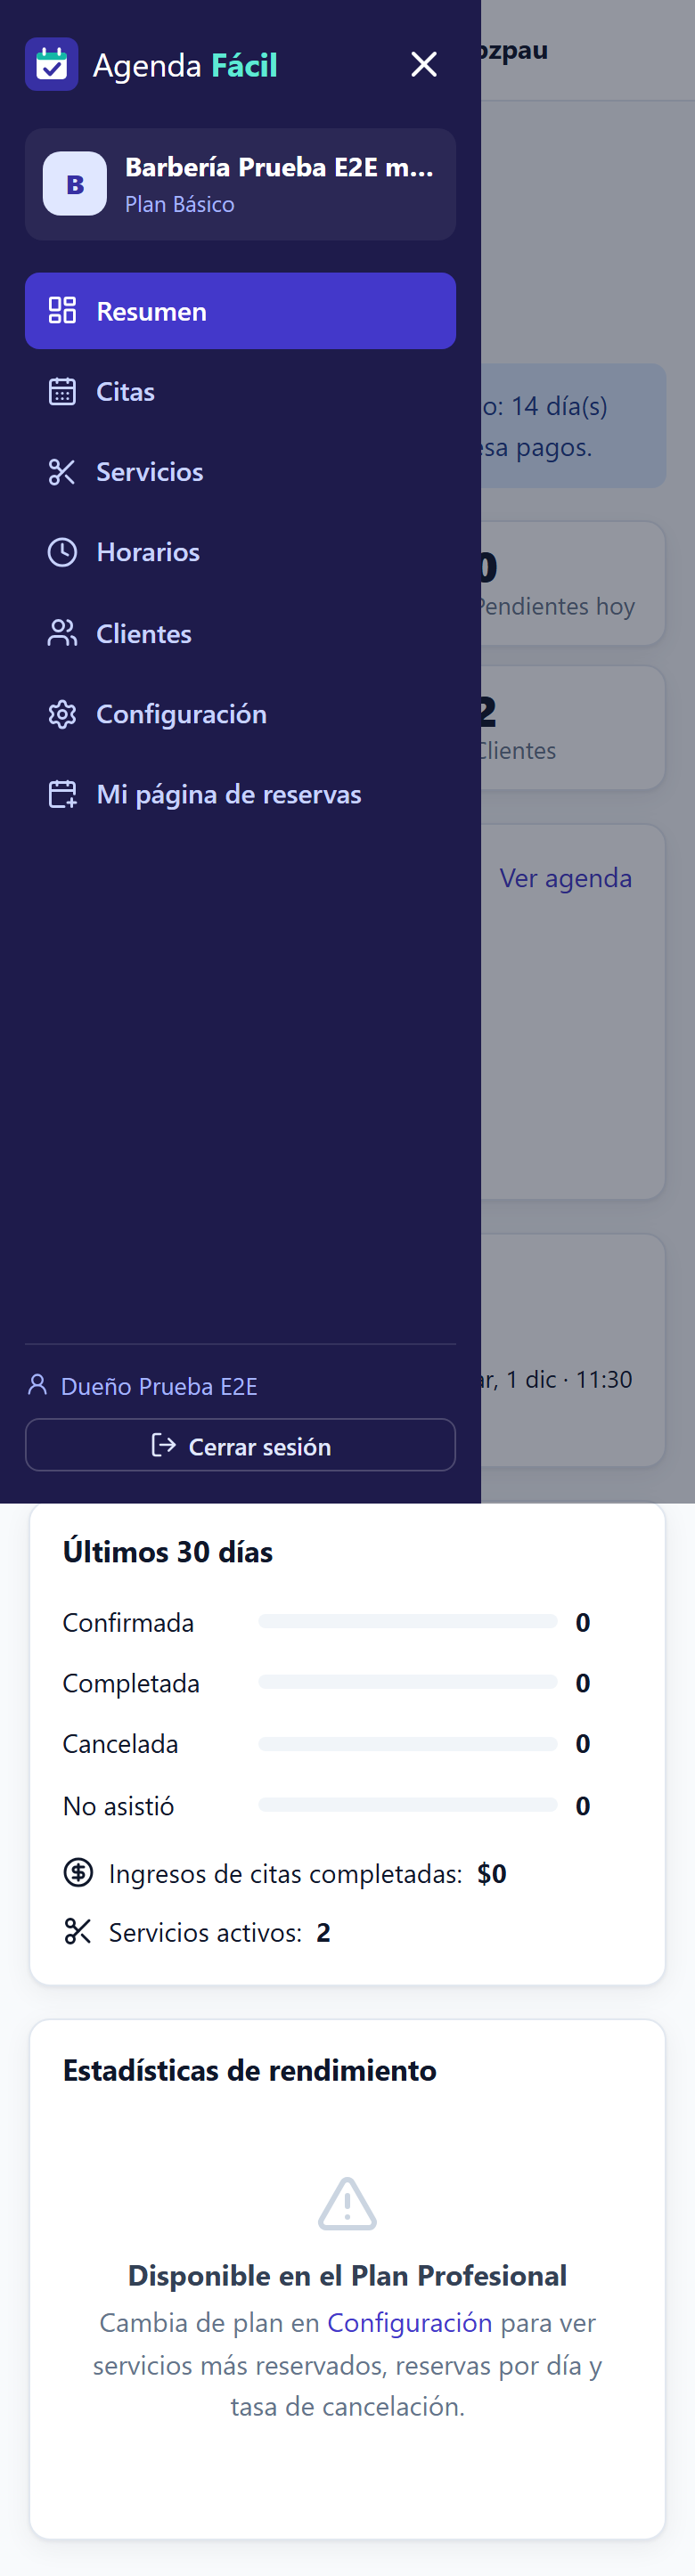 Agenda Fácil
B
Barbería Prueba E2E m...
Plan Básico
Resumen
Citas
Servicios
Horarios
Clientes
Configuración
Mi página de reservas
14 día(s)
pagos.
0
Pendientes hoy
2
Clientes
Ver agenda
1 dic · 11:30
Dueño Prueba E2E
Cerrar sesión
Últimos 30 días
Confirmada 0
Completada 0
Cancelada 0
No asistió 0
Ingresos de citas completadas: $0
Servicios activos: 2
Estadísticas de rendimiento
Disponible en el Plan Profesional
Cambia de plan en Configuración para ver
servicios más reservados, reservas por día y
tasa de cancelación.